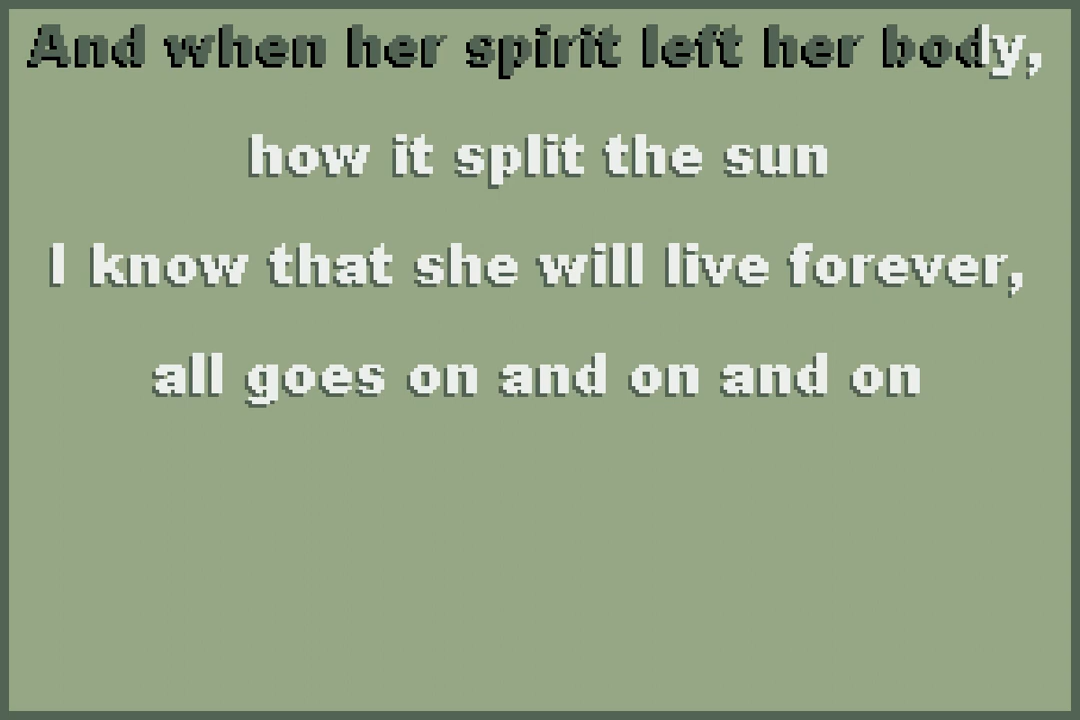 And when her spirit left her body,
how it split the sun
I know that she will live forever,
all goes on and on and on